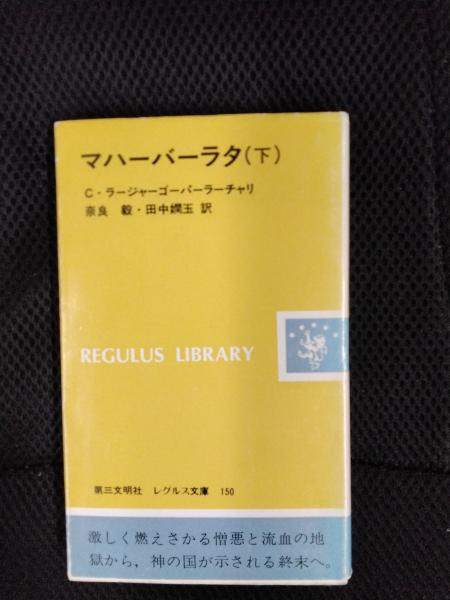 マハーバーラタ(下)
C・ラージャーゴーパーラーチャリ
奈良 毅・田中嫺玉 訳
REGULUS LIBRARY
第三文明社 レグルス文庫 150
激しく燃えさかる憎悪と流血の地
獄から，神の国が示される終末へ。